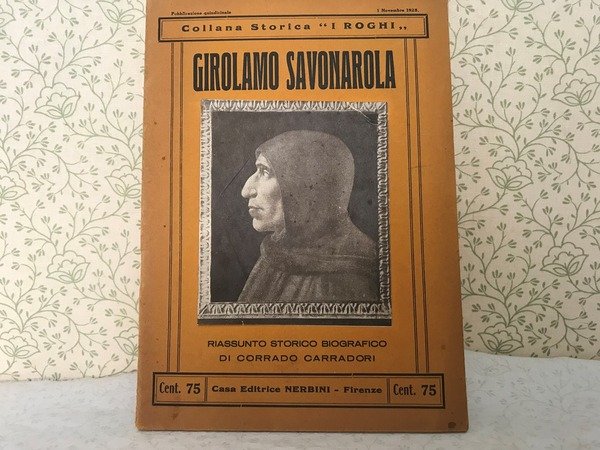 Pubblicazione quindicinale 1 Novembre 1928.
Collana Storica "I ROGHI„
GIROLAMO SAVONAROLA
RIASSUNTO STORICO BIOGRAFICO
DI CORRADO CARRADORI
Cent. 75 Casa Editrice NERBINI - Firenze Cent. 75